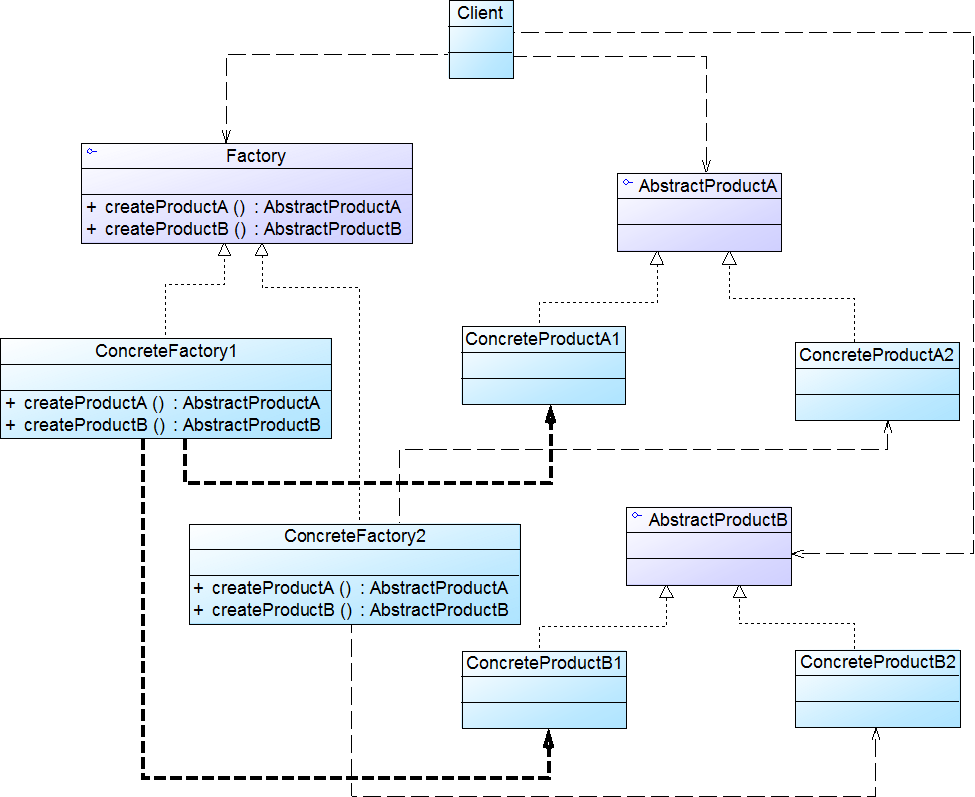 Client
Factory
+ createProductA () : AbstractProductA
+ createProductB () : AbstractProductB
AbstractProductA
ConcreteFactory1
+ createProductA () : AbstractProductA
+ createProductB () : AbstractProductB
ConcreteProductA1
ConcreteProductA2
ConcreteFactory2
+ createProductA () : AbstractProductA
+ createProductB () : AbstractProductB
AbstractProductB
ConcreteProductB1
ConcreteProductB2